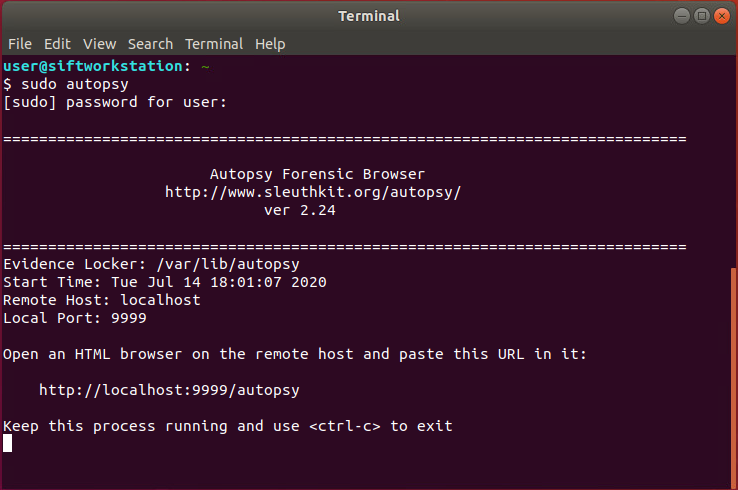 Terminal
File Edit View Search Terminal Help
user@siftworkstation: ~
$ sudo autopsy
[sudo] password for user:
============================================================================
Autopsy Forensic Browser
http://www.sleuthkit.org/autopsy/
ver 2.24
============================================================================
Evidence Locker: /var/lib/autopsy
Start Time: Tue Jul 14 18:01:07 2020
Remote Host: localhost
Local Port: 9999
Open an HTML browser on the remote host and paste this URL in it:
http://localhost:9999/autopsy
Keep this process running and use <ctrl-c> to exit